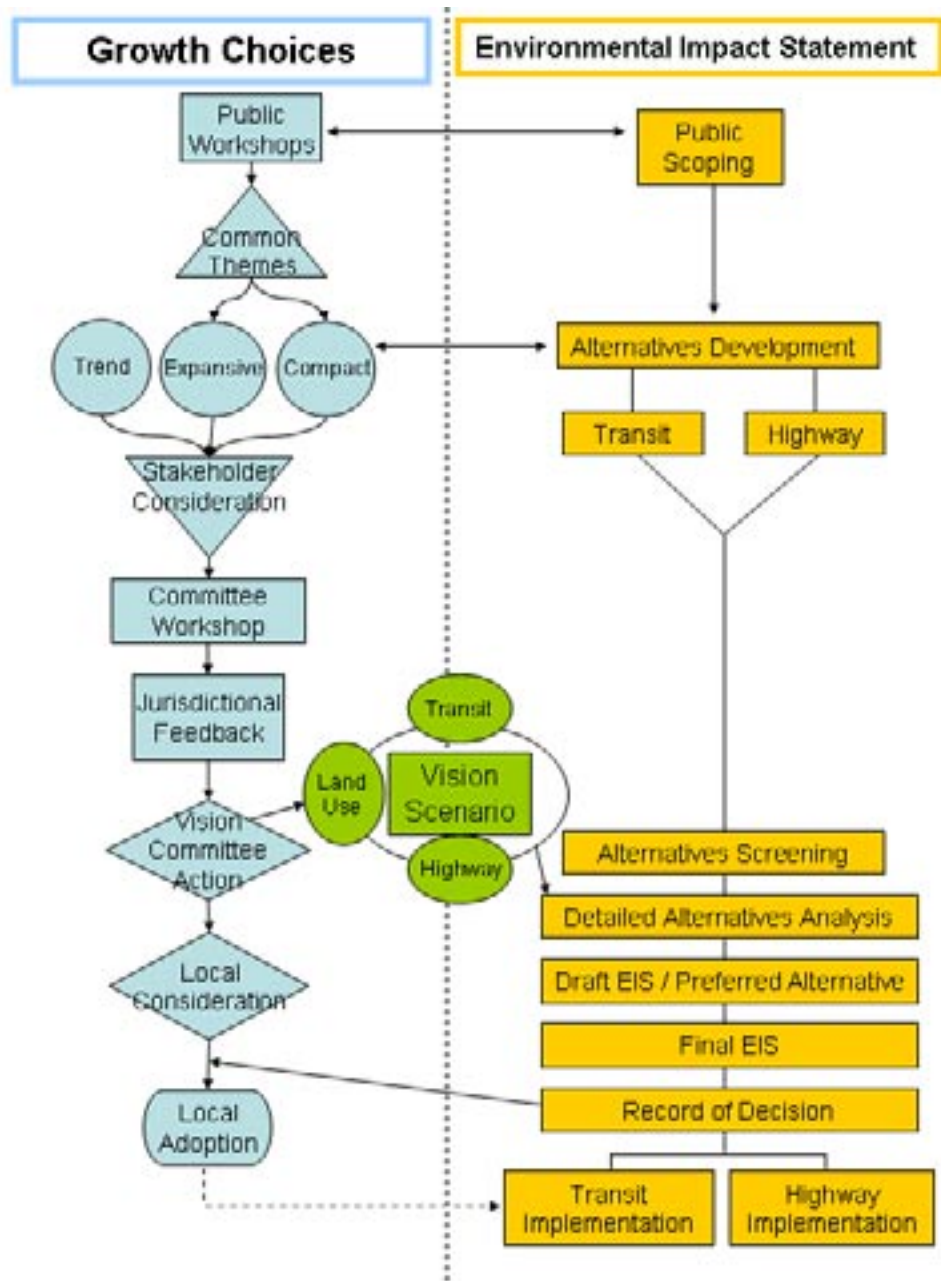 Growth Choices
Environmental Impact Statement
Public
Workshops
Public
Scoping
Common
Themes
Trend
Expansive
Compact
Alternatives Development
Transit
Highway
Stakeholder
Consideration
Committee
Workshop
Jurisdictional
Feedback
Transit
Land
Use
Vision
Scenario
Highway
Vision
Committee
Action
Alternatives Screening
Detailed Alternatives Analysis
Local
Consideration
Draft EIS / Preferred Alternative
Final EIS
Record of Decision
Local
Adoption
Transit
Implementation
Highway
Implementation